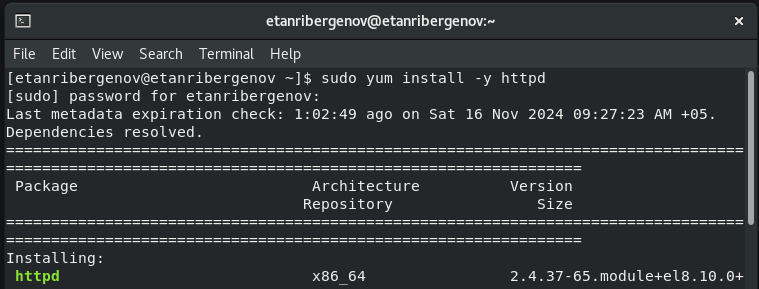 etanribergenov@etanribergenov:~
File Edit View Search Terminal Help
[etanribergenov@etanribergenov ~]$ sudo yum install -y httpd
[sudo] password for etanribergenov:
Last metadata expiration check: 1:02:49 ago on Sat 16 Nov 2024 09:27:23 AM +05.
Dependencies resolved.
==================================================================================
================================================================
Package Architecture Version
Repository Size
==================================================================================
================================================================
Installing:
httpd x86_64 2.4.37-65.module+el8.10.0+